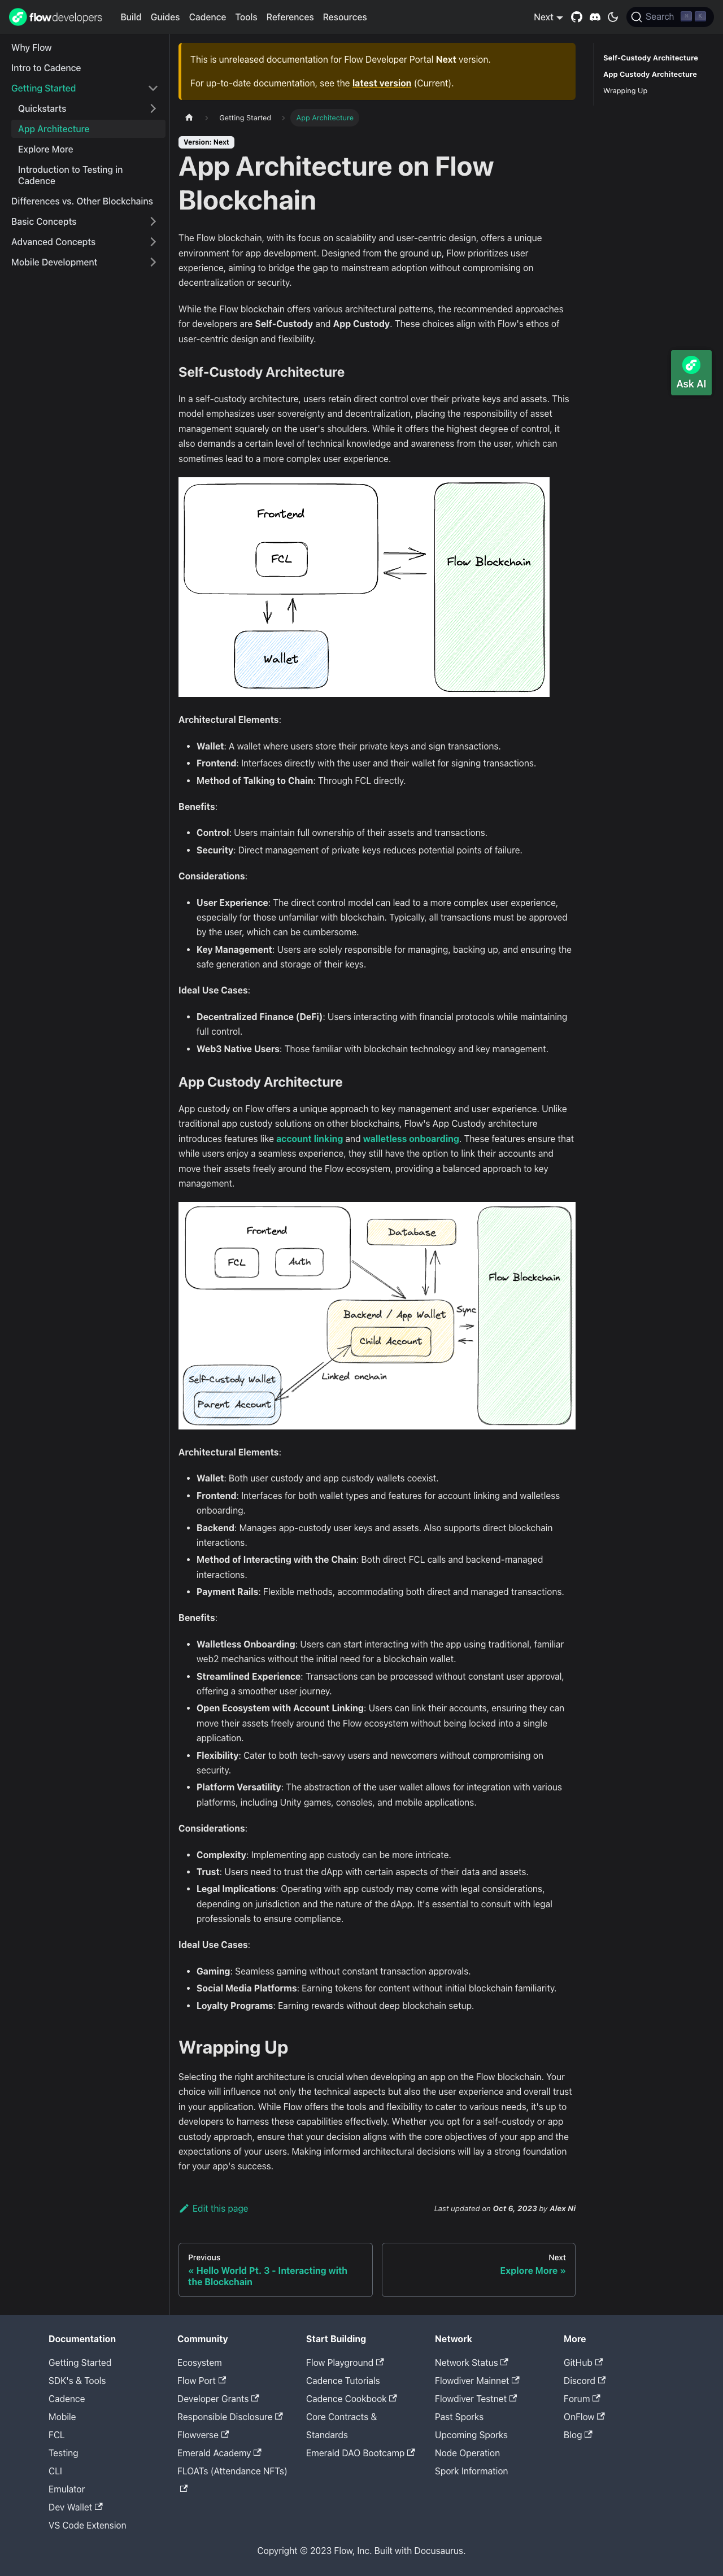 flow developers
Build
Guides
Cadence
Tools
References
Resources
Next
Search
Why Flow
Intro to Cadence
Getting Started
Quickstarts
App Architecture
Explore More
Introduction to Testing in
Cadence
Differences vs. Other Blockchains
Basic Concepts
Advanced Concepts
Mobile Development
This is unreleased documentation for Flow Developer Portal Next version.
For up-to-date documentation, see the latest version (Current).
Getting Started
App Architecture
Version: Next
App Architecture on Flow
Blockchain
The Flow blockchain, with its focus on scalability and user-centric design, offers a unique
environment for app development. Designed from the ground up, Flow prioritizes user
experience, aiming to bridge the gap to mainstream adoption without compromising on
decentralization or security.
While the Flow blockchain offers various architectural patterns, the recommended approaches
for developers are Self-Custody and App Custody. These choices align with Flow's ethos of
user-centric design and flexibility.
Self-Custody Architecture
In a self-custody architecture, users retain direct control over their private keys and assets. This
model emphasizes user sovereignty and decentralization, placing the responsibility of asset
management squarely on the user's shoulders. While it offers the highest degree of control, it
also demands a certain level of technical knowledge and awareness from the user, which can
sometimes lead to a more complex user experience.
Frontend
FCL
Flow Blockchain
Wallet
Architectural Elements:
• Wallet: A wallet where users store their private keys and sign transactions.
• Frontend: Interfaces directly with the user and their wallet for signing transactions.
• Method of Talking to Chain: Through FCL directly.
Benefits:
• Control: Users maintain full ownership of their assets and transactions.
• Security: Direct management of private keys reduces potential points of failure.
Considerations:
• User Experience: The direct control model can lead to a more complex user experience,
especially for those unfamiliar with blockchain. Typically, all transactions must be approved
by the user, which can be cumbersome.
• Key Management: Users are solely responsible for managing, backing up, and ensuring the
safe generation and storage of their keys.
Ideal Use Cases:
• Decentralized Finance (DeFi): Users interacting with financial protocols while maintaining
full control.
• Web3 Native Users: Those familiar with blockchain technology and key management.
App Custody Architecture
App custody on Flow offers a unique approach to key management and user experience. Unlike
traditional app custody solutions on other blockchains, Flow's App Custody architecture
introduces features like account linking and walletless onboarding. These features ensure that
while users enjoy a seamless experience, they still have the option to link their accounts and
move their assets freely around the Flow ecosystem, providing a balanced approach to key
management.
Frontend
FCL
Auth
Database
Flow Blockchain
Backend / App Wallet
Sync
Child Account
Linked onchain
Self-Custody Wallet
Parent Account
Architectural Elements:
• Wallet: Both user custody and app custody wallets coexist.
• Frontend: Interfaces for both wallet types and features for account linking and walletless
onboarding.
• Backend: Manages app-custody user keys and assets. Also supports direct blockchain
interactions.
• Method of Interacting with the Chain: Both direct FCL calls and backend-managed
interactions.
• Payment Rails: Flexible methods, accommodating both direct and managed transactions.
Benefits:
• Walletless Onboarding: Users can start interacting with the app using traditional, familiar
web2 mechanics without the initial need for a blockchain wallet.
• Streamlined Experience: Transactions can be processed without constant user approval,
offering a smoother user journey.
• Open Ecosystem with Account Linking: Users can link their accounts, ensuring they can
move their assets freely around the Flow ecosystem without being locked into a single
application.
• Flexibility: Cater to both tech-savvy users and newcomers without compromising on
security.
• Platform Versatility: The abstraction of the user wallet allows for integration with various
platforms, including Unity games, consoles, and mobile applications.
Considerations:
• Complexity: Implementing app custody can be more intricate.
• Trust: Users need to trust the dApp with certain aspects of their data and assets.
• Legal Implications: Operating with app custody may come with legal considerations,
depending on jurisdiction and the nature of the dApp. It's essential to consult with legal
professionals to ensure compliance.
Ideal Use Cases:
• Gaming: Seamless gaming without constant transaction approvals.
• Social Media Platforms: Earning tokens for content without initial blockchain familiarity.
• Loyalty Programs: Earning rewards without deep blockchain setup.
Wrapping Up
Selecting the right architecture is crucial when developing an app on the Flow blockchain. Your
choice will influence not only the technical aspects but also the user experience and overall trust
in your application. While Flow offers the tools and flexibility to cater to various needs, it's up to
developers to harness these capabilities effectively. Whether you opt for a self-custody or app
custody approach, ensure that your decision aligns with the core objectives of your app and the
expectations of your users. Making informed architectural decisions will lay a strong foundation
for your app's success.
Edit this page
Last updated on Oct 6, 2023 by Alex Ni
Previous
« Hello World Pt. 3 - Interacting with
the Blockchain
Next
Explore More »
Self-Custody Architecture
App Custody Architecture
Wrapping Up
Ask AI
Documentation
Getting Started
SDK's & Tools
Cadence
Mobile
FCL
Testing
CLI
Emulator
Dev Wallet
VS Code Extension
Community
Ecosystem
Flow Port
Developer Grants
Responsible Disclosure
Flowverse
Emerald Academy
FLOATs (Attendance NFTs)
Start Building
Flow Playground
Cadence Tutorials
Cadence Cookbook
Core Contracts &
Standards
Emerald DAO Bootcamp
Network
Network Status
Flowdiver Mainnet
Flowdiver Testnet
Past Sporks
Upcoming Sporks
Node Operation
Spork Information
More
GitHub
Discord
Forum
OnFlow
Blog
Copyright © 2023 Flow, Inc. Built with Docusaurus.